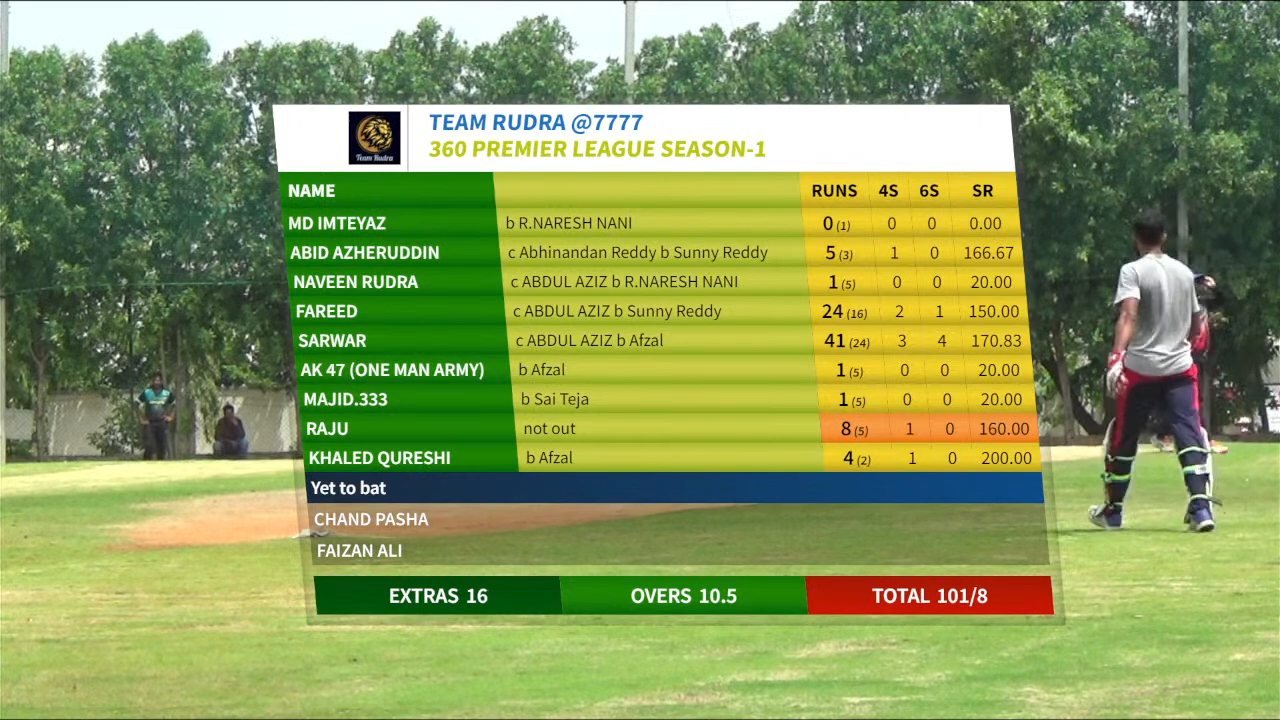 Team Rudra
TEAM RUDRA @7777
360 PREMIER LEAGUE SEASON-1
NAME RUNS 4S 6S SR
MD IMTEYAZ b R.NARESH NANI 0 (1) 0 0 0.00
ABID AZHERUDDIN c Abhinandan Reddy b Sunny Reddy 5 (3) 1 0 166.67
NAVEEN RUDRA c ABDUL AZIZ b R.NARESH NANI 1 (5) 0 0 20.00
FAREED c ABDUL AZIZ b Sunny Reddy 24 (16) 2 1 150.00
SARWAR c ABDUL AZIZ b Afzal 41 (24) 3 4 170.83
AK 47 (ONE MAN ARMY) b Afzal 1 (5) 0 0 20.00
MAJID.333 b Sai Teja 1 (5) 0 0 20.00
RAJU not out 8 (5) 1 0 160.00
KHALED QURESHI b Afzal 4 (2) 1 0 200.00
Yet to bat
CHAND PASHA
FAIZAN ALI
EXTRAS 16 OVERS 10.5 TOTAL 101/8